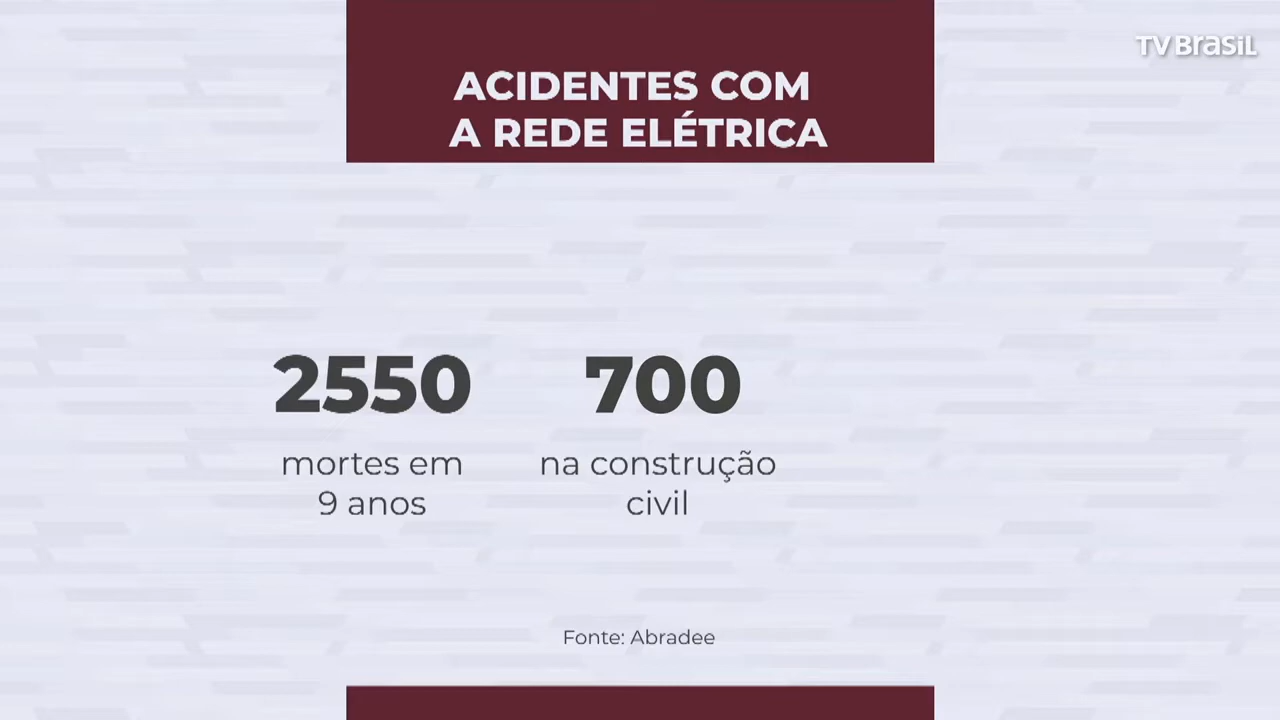 TV BRASIL
ACIDENTES COM
A REDE ELÉTRICA
2550
mortes em
9 anos
700
na construção
civil
Fonte: Abradee